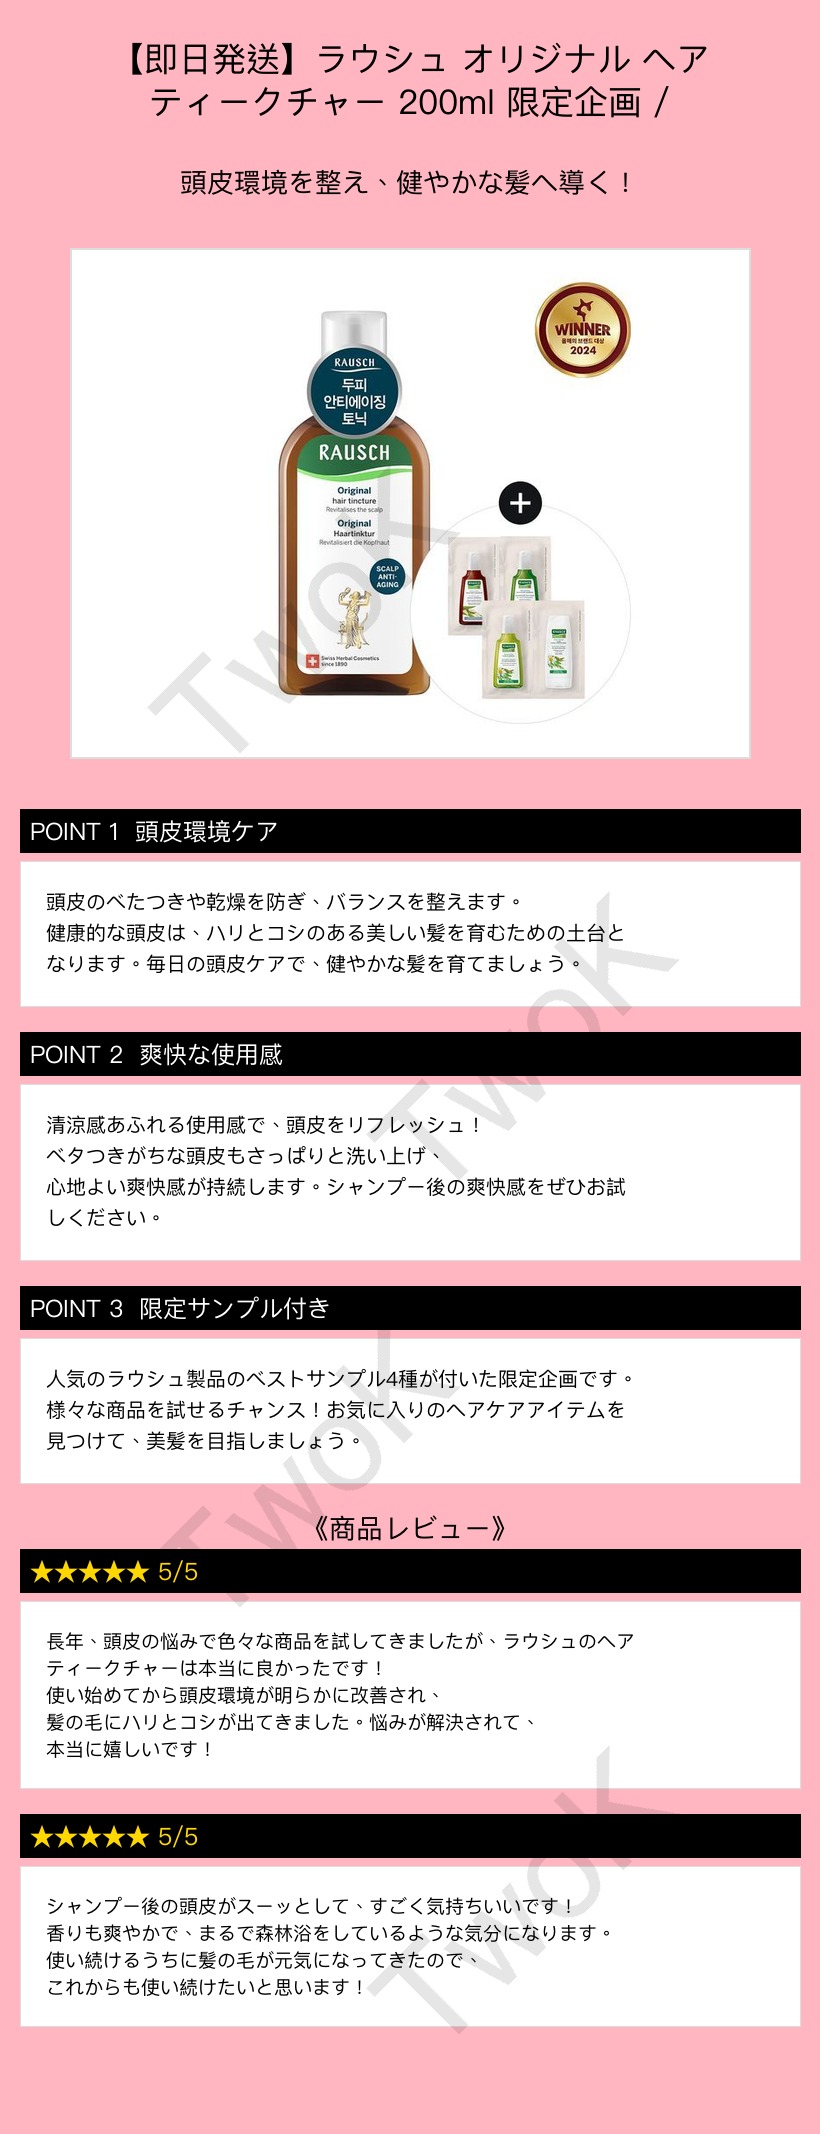 【即日発送】ラウシュ オリジナル ヘア
ティークチャー 200ml 限定企画 /
頭皮環境を整え、健やかな髪へ導く！
WINNER
올해의 브랜드 대상
2024
RAUSCH
두피
안티에이징
토닉
RAUSCH
Original
hair tincture
Revitalises the scalp
Original
Haartinktur
Revitalisiert die Kopfhaut
SCALP
ANTI-
AGING
Swiss Herbal Cosmetics
since 1890
+
TwoK
POINT 1 頭皮環境ケア
頭皮のべたつきや乾燥を防ぎ、バランスを整えます。
健康的な頭皮は、ハリとコシのある美しい髪を育むための土台と
なります。毎日の頭皮ケアで、健やかな髪を育てましょう。
TwoK
POINT 2 爽快な使用感
清涼感あふれる使用感で、頭皮をリフレッシュ！
ベタつきがちな頭皮もさっぱりと洗い上げ、
心地よい爽快感が持続します。シャンプー後の爽快感をぜひお試
しください。
POINT 3 限定サンプル付き
人気のラウシュ製品のベストサンプル4種が付いた限定企画です。
様々な商品を試せるチャンス！お気に入りのヘアケアアイテムを
見つけて、美髪を目指しましょう。
TwoK
《商品レビュー》
★★★★★ 5/5
長年、頭皮の悩みで色々な商品を試してきましたが、ラウシュのヘア
ティークチャーは本当に良かったです！
使い始めてから頭皮環境が明らかに改善され、
髪の毛にハリとコシが出てきました。悩みが解決されて、
本当に嬉しいです！
★★★★★ 5/5
シャンプー後の頭皮がスーッとして、すごく気持ちいいです！
香りも爽やかで、まるで森林浴をしているような気分になります。
使い続けるうちに髪の毛が元気になってきたので、
これからも使い続けたいと思います！
TwoK